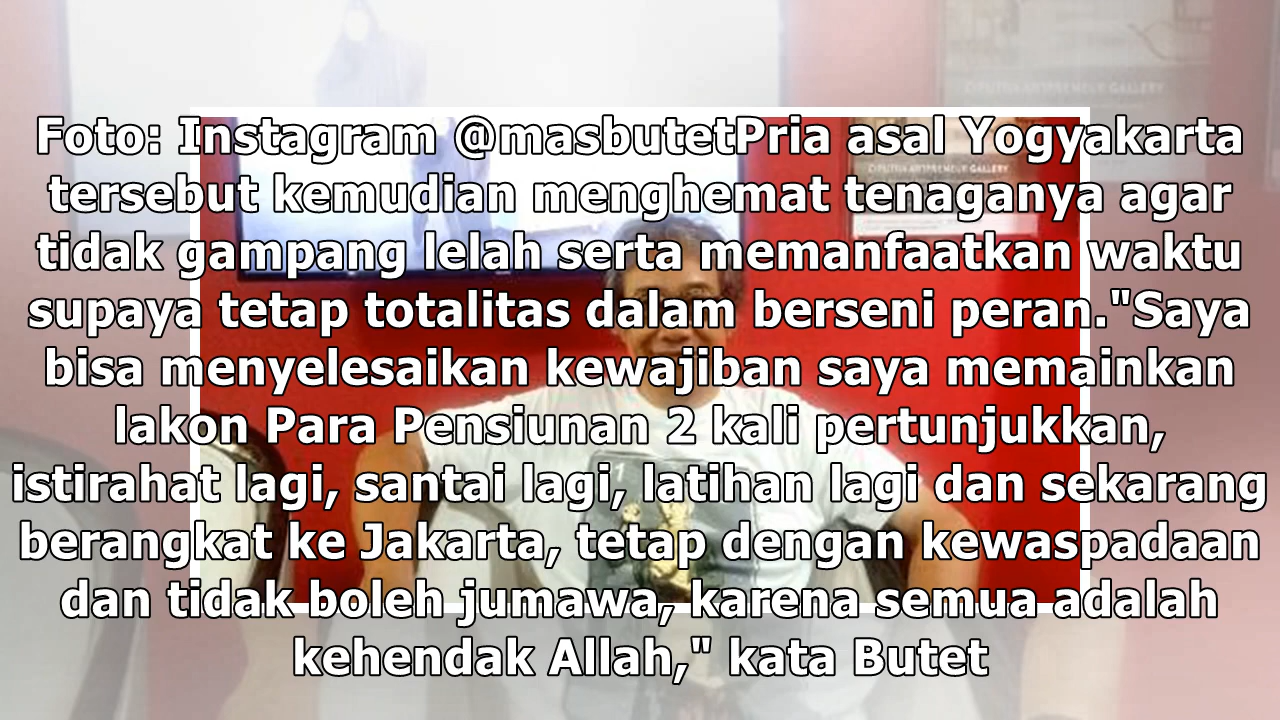 CIPUTRA ARTPRENEUR GALLERY
Foto: Instagram @masbutetPria asal Yogyakarta
tersebut kemudian menghemat tenaganya agar
tidak gampang lelah serta memanfaatkan waktu
supaya tetap totalitas dalam berseni peran."Saya
bisa menyelesaikan kewajiban saya memainkan
lakon Para Pensiunan 2 kali pertunjukkan,
istirahat lagi, santai lagi, latihan lagi dan sekarang
berangkat ke Jakarta, tetap dengan kewaspadaan
dan tidak boleh jumawa, karena semua adalah
kehendak Allah," kata Butet